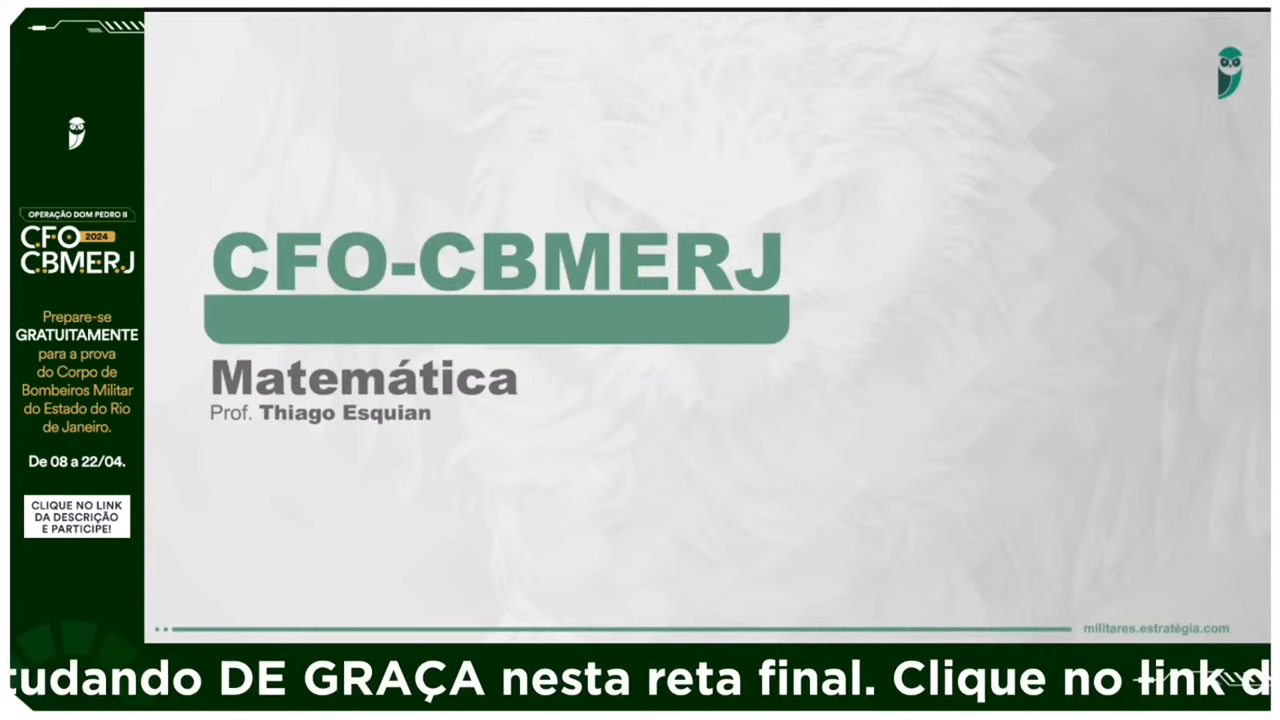 OPERAÇÃO DOM PEDRO II
CFO 2024
CBMERJ
Prepare-se
GRATUITAMENTE
para a prova
do Corpo de
Bombeiros Militar
do Estado do Rio
de Janeiro.
De 08 a 22/04.
CLIQUE NO LINK
DA DESCRIÇÃO
E PARTICIPE!
CFO-CBMERJ
Matemática
Prof. Thiago Esquian
militares.estratégia.com
tudando DE GRAÇA nesta reta final. Clique no link d